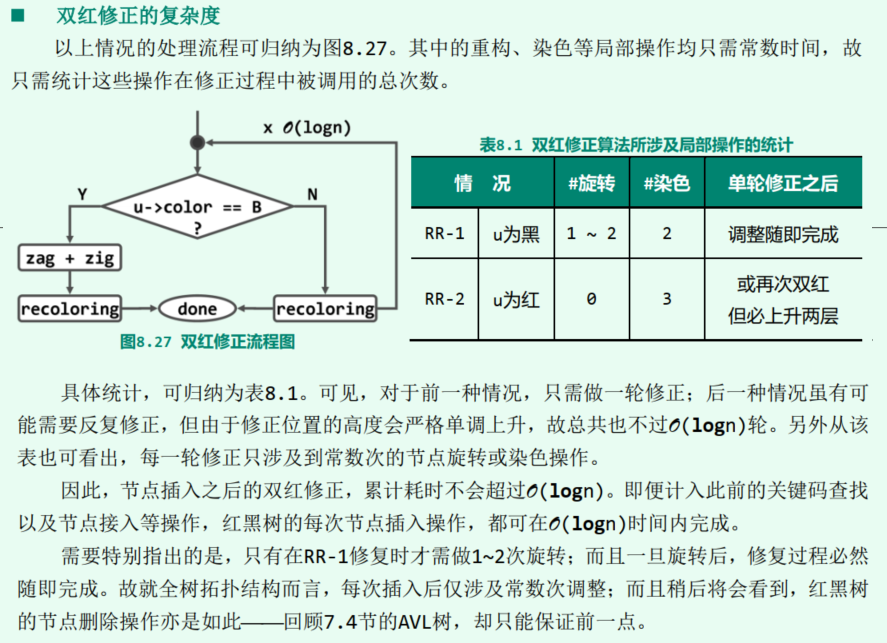 双红修正的复杂度
以上情况的处理流程可归纳为图8.27。其中的重构、染色等局部操作均只需常数时间，故
只需统计这些操作在修正过程中被调用的总次数。
x O(logn)
Y
u->color == B
?
N
zag + zig
recoloring
done
recoloring
图8.27 双红修正流程图
表8.1 双红修正算法所涉及局部操作的统计
情 况 #旋转 #染色 单轮修正之后
RR-1 u为黑 1 ~ 2 2 调整随即完成
RR-2 u为红 0 3 或再次双红
但必上升两层
具体统计，可归纳为表8.1。可见，对于前一种情况，只需做一轮修正；后一种情况虽有可
能需要反复修正，但由于修正位置的高度会严格单调上升，故总共也不过O(logn)轮。另外从该
表也可看出，每一轮修正只涉及到常数次的节点旋转或染色操作。
因此，节点插入之后的双红修正，累计耗时不会超过O(logn)。即便计入此前的关键码查找
以及节点接入等操作，红黑树的每次节点插入操作，都可在O(logn)时间内完成。
需要特别指出的是，只有在RR-1修复时才需做1~2次旋转；而且一旦旋转后，修复过程必然
随即完成。故就全树拓扑结构而言，每次插入后仅涉及常数次调整；而且稍后将会看到，红黑树
的节点删除操作亦是如此——回顾7.4节的AVL树，却只能保证前一点。